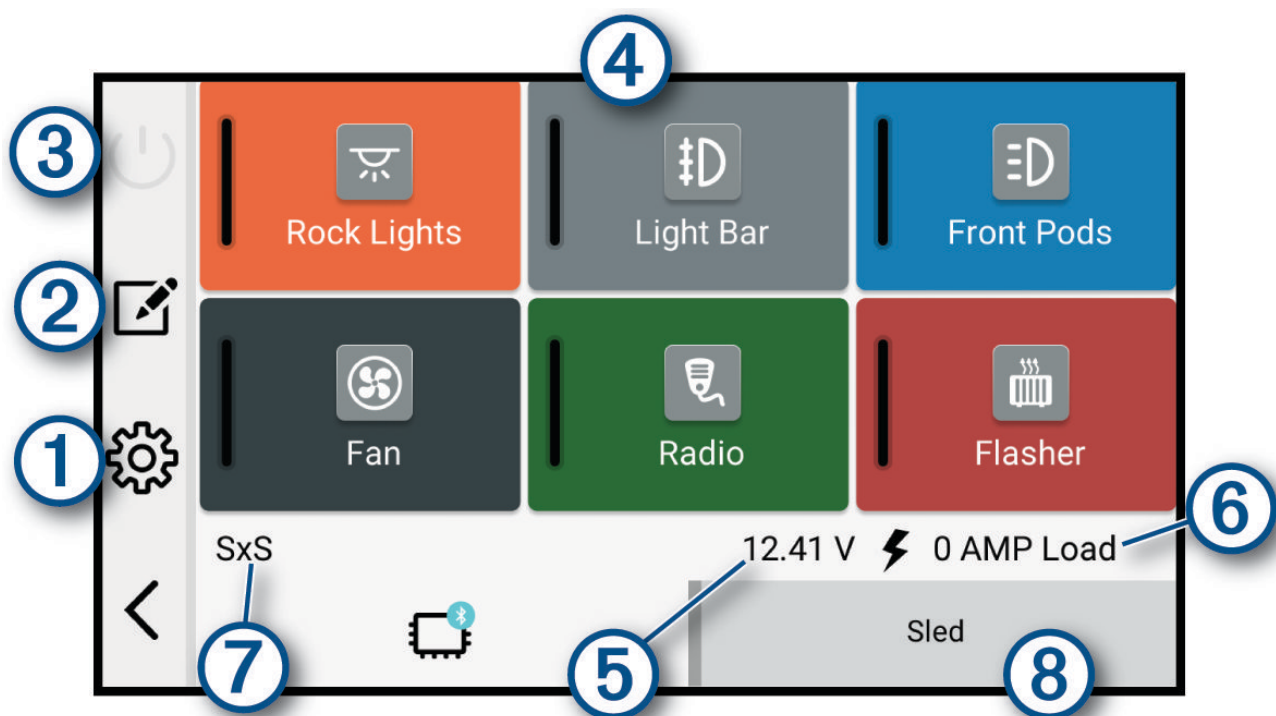 4
3
Rock Lights
Light Bar
Front Pods
2
1
Fan
Radio
Flasher
6
SxS
12.41 V
0 AMP Load
7
5
Sled
8